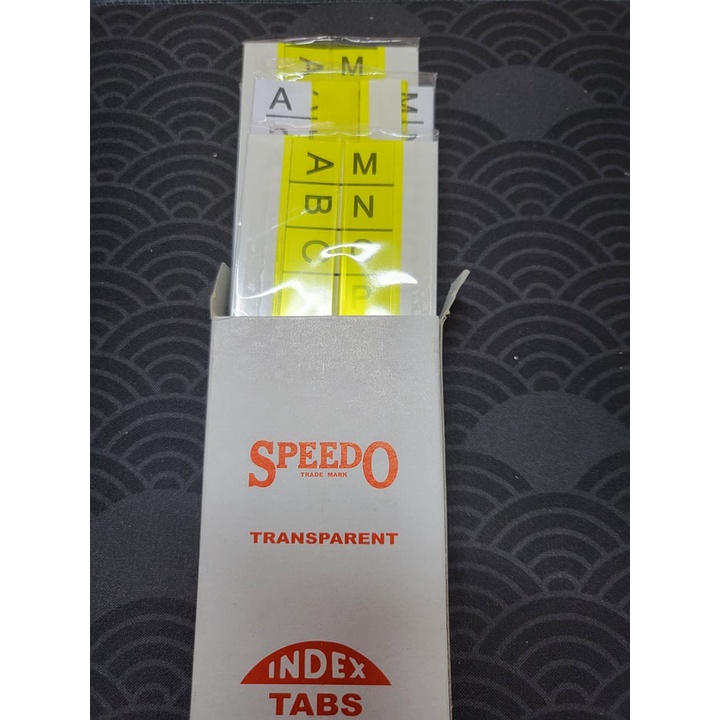 A M
A M
A M
B N
C O
P
SPEEDO
TRADE MARK
TRANSPARENT
INDEX
TABS